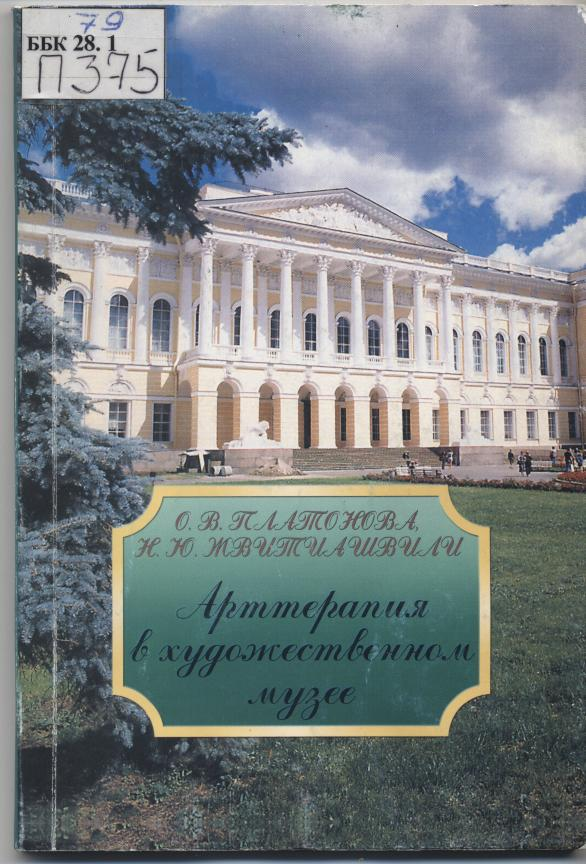 79
ББК 28.1
П375
О. В. ПЛАТОНОВА,
Н. Ю. ЖВИТИАШВИЛИ
Арттерапия
в художественном
музее